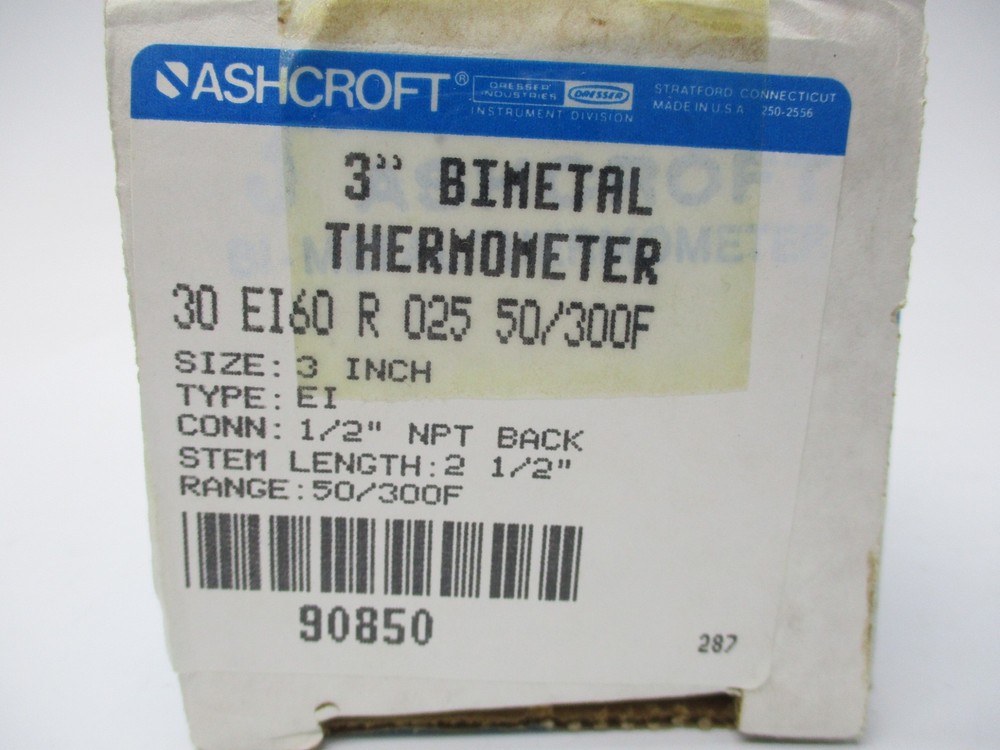 ASHCROFT®
DRESSER INDUSTRIES
DRESSER
INSTRUMENT DIVISION
STRATFORD CONNECTICUT
MADE IN U.S.A 250-2556
3" BIMETAL
THERMOMETER
30 EI60 R 025 50/300F
SIZE: 3 INCH
TYPE: EI
CONN: 1/2" NPT BACK
STEM LENGTH: 2 1/2"
RANGE: 50/300F
90850
287